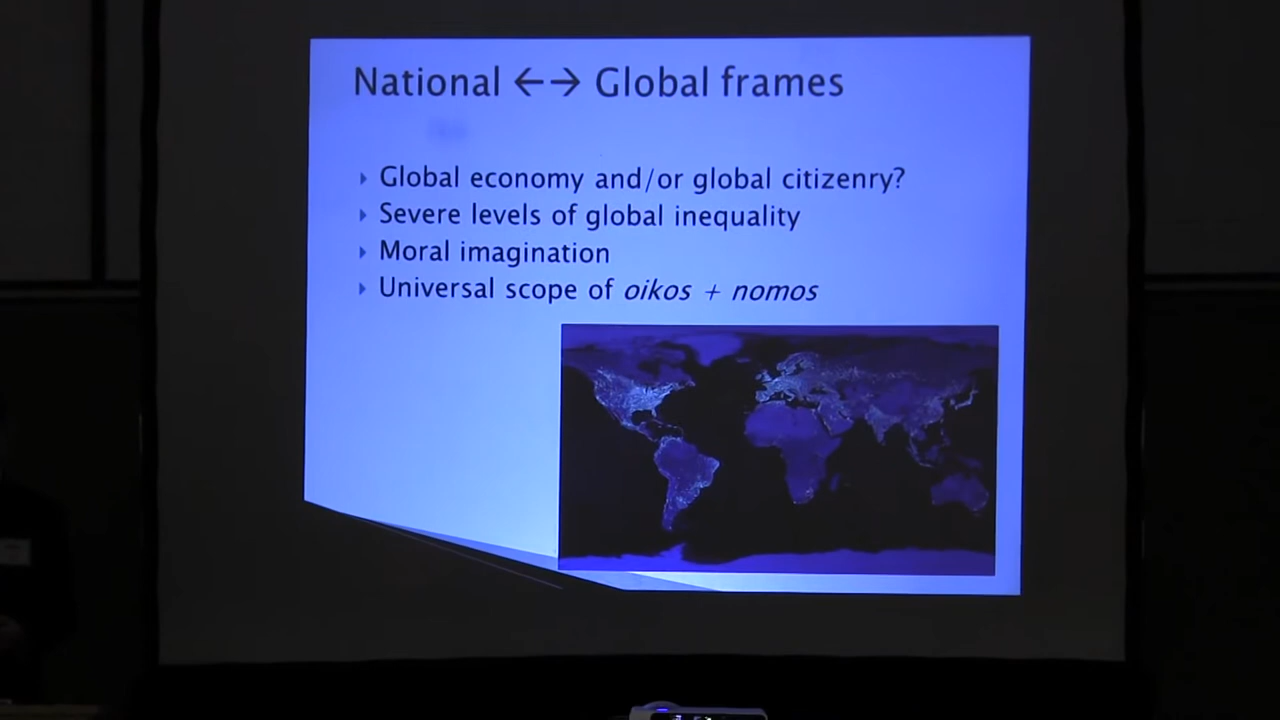 National ←→ Global frames
Global economy and/or global citizenry?
Severe levels of global inequality
Moral imagination
Universal scope of oikos + nomos